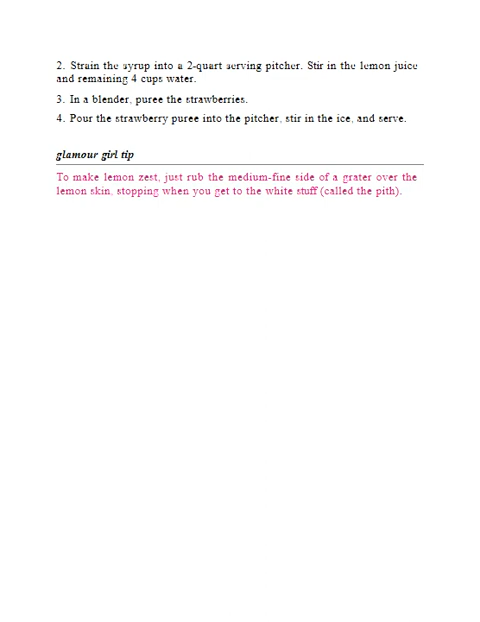 2. Strain the syrup into a 2-quart serving pitcher. Stir in the lemon juice
and remaining 4 cups water.
3. In a blender, puree the strawberries.
4. Pour the strawberry puree into the pitcher, stir in the ice, and serve.
glamour girl tip
To make lemon zest, just rub the medium-fine side of a grater over the
lemon skin, stopping when you get to the white stuff (called the pith).